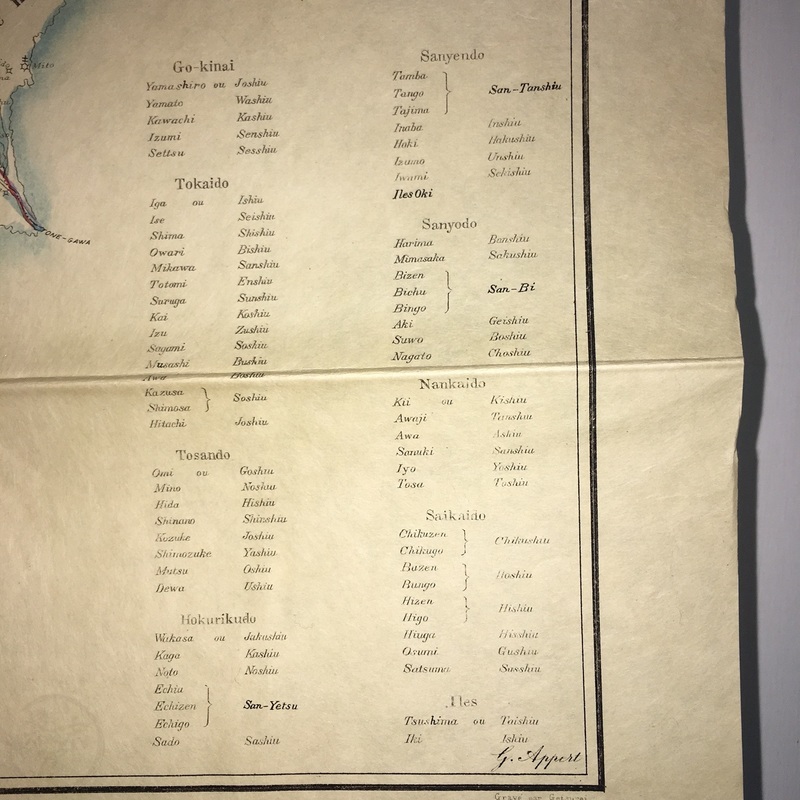 Mito
ONE-GAWA
Go-kinai
Yamashiro ou Joshiu
Yamato Washiu
Kawachi Kashiu
Izumi Senshiu
Settsu Sesshiu
Tokaido
Iga ou Ishiu
Ise Seishiu
Shima Shishiu
Owari Bishiu
Mikawa Sanshiu
Totomi Enshiu
Suruga Sunshiu
Kai Koshiu
Izu Zushiu
Sagami Soshiu
Musashi Bushiu
Awa Boshiu
Kazusa
Shimosa
Soshiu
Hitachi Joshiu
Tosando
Omi ou Goshiu
Mino Noshiu
Hida Hishiu
Shinano Shinshiu
Kozuke Joshiu
Shimozuke Yashiu
Mutsu Oshiu
Dewa Ushiu
Hokurikudo
Wakasa ou Jakushiu
Kaga Kashiu
Noto Noshiu
Echiu
Echizen
Echigo
San-Yetsu
Sado Sashiu
Sanyendo
Tamba
Tango
Tajima
San-Tanshiu
Inaba Inshiu
Hoki Hakushiu
Izumo Unshiu
Iwami Sekishiu
Iles Oki
Sanyodo
Harima Banshiu
Mimasaka Sakushiu
Bizen
Bichu
Bingo
San-Bi
Aki Geishiu
Suwo Boshiu
Nagato Choshiu
Nankaido
Kii ou Kishiu
Awaji Tanshiu
Awa Ashiu
Sanuki Sanshiu
Iyo Yoshiu
Tosa Toshiu
Saikaido
Chikuzen
Chikugo
Chikushiu
Buzen
Bungo
Hoshiu
Hizen
Higo
Hishiu
Hiuga Nisshiu
Osumi Gushiu
Satsuma Sasshiu
Iles
Tsushima ou Taishiu
Iki Ishiu
G. Appert
Gravé par